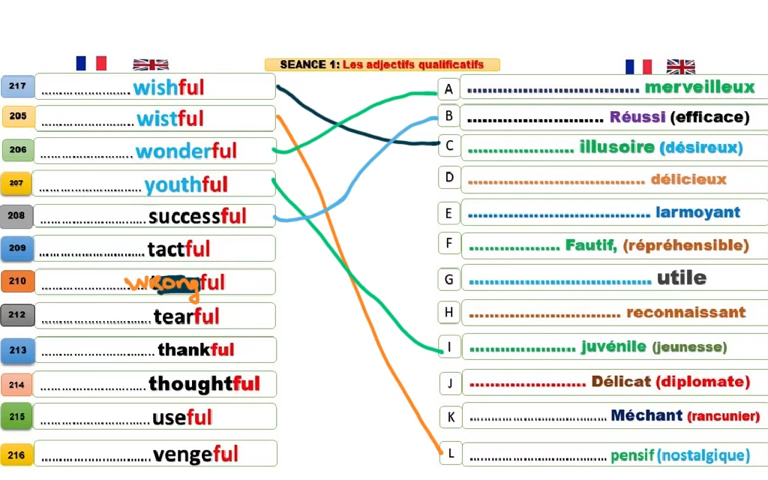 SEANCE 1: Les adjectifs qualificatifs
217 ................................ wishful
205 ................................ wistful
206 ................................ wonderful
207 ................................ youthful
208 ................................ successful
209 ................................ tactful
210 ................................ wrongful
212 ................................ tearful
213 ................................ thankful
214 ................................ thoughtful
215 ................................ useful
216 ................................ vengeful
A ................................ merveilleux
B ................................ Réussi (efficace)
C ................................ illusoire (désireux)
D ................................ délicieux
E ................................ larmoyant
F ................................ Fautif, (répréhensible)
G ................................ utile
H ................................ reconnaissant
I ................................ juvénile (jeunesse)
J ................................ Délicat (diplomate)
K ................................ Méchant (rancunier)
L ................................ pensif (nostalgique)